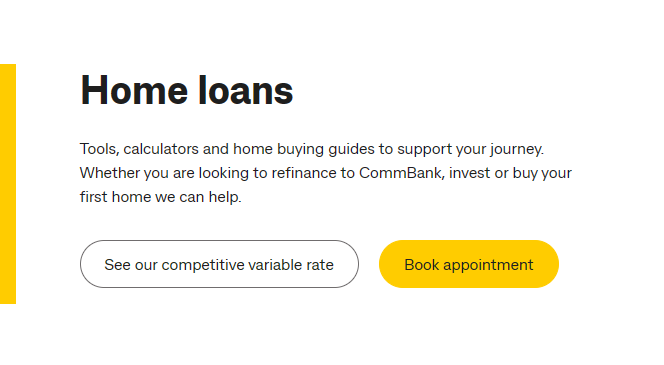 Home loans
Tools, calculators and home buying guides to support your journey.
Whether you are looking to refinance to CommBank, invest or buy your
first home we can help.
See our competitive variable rate
Book appointment